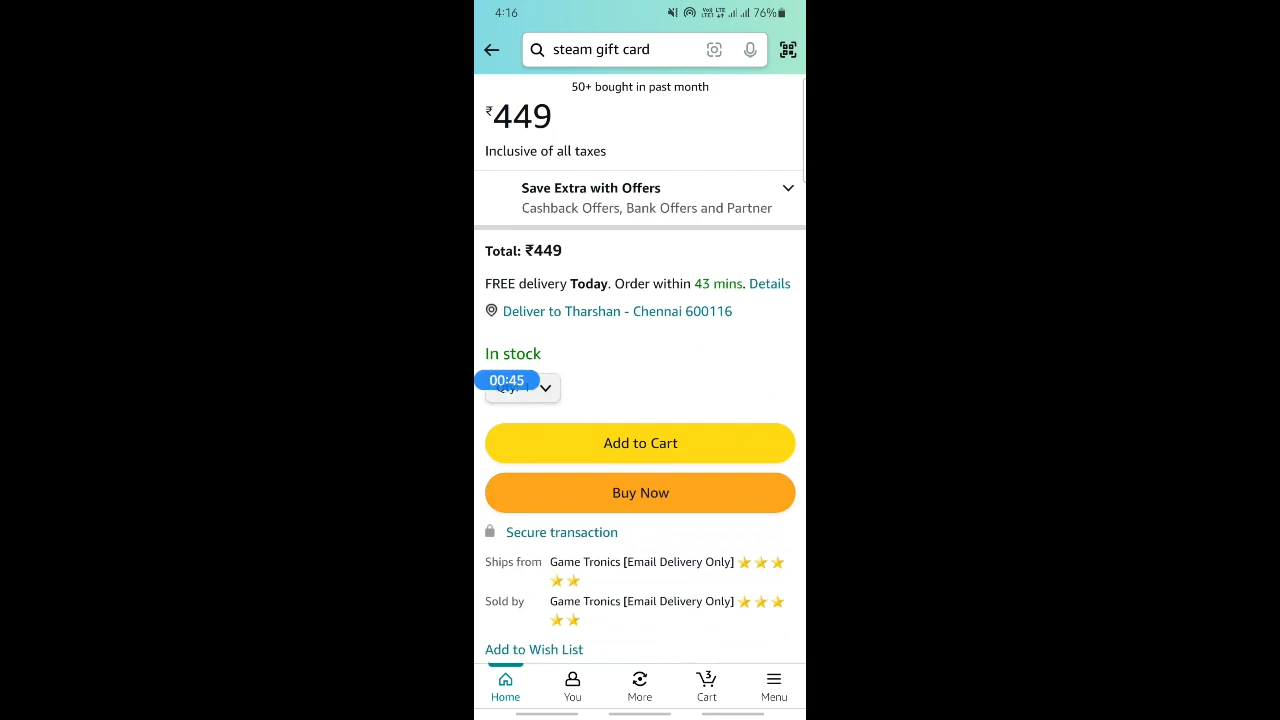 4:16
76%
steam gift card
50+ bought in past month
₹449
Inclusive of all taxes
Save Extra with Offers
Cashback Offers, Bank Offers and Partner
Total: ₹449
FREE delivery Today. Order within 43 mins. Details
Deliver to Tharshan - Chennai 600116
In stock
00:45
Add to Cart
Buy Now
Secure transaction
Ships from Game Tronics [Email Delivery Only] ⭐⭐⭐
⭐⭐
Sold by Game Tronics [Email Delivery Only] ⭐⭐⭐
⭐⭐
Add to Wish List
3
Home You More Cart Menu